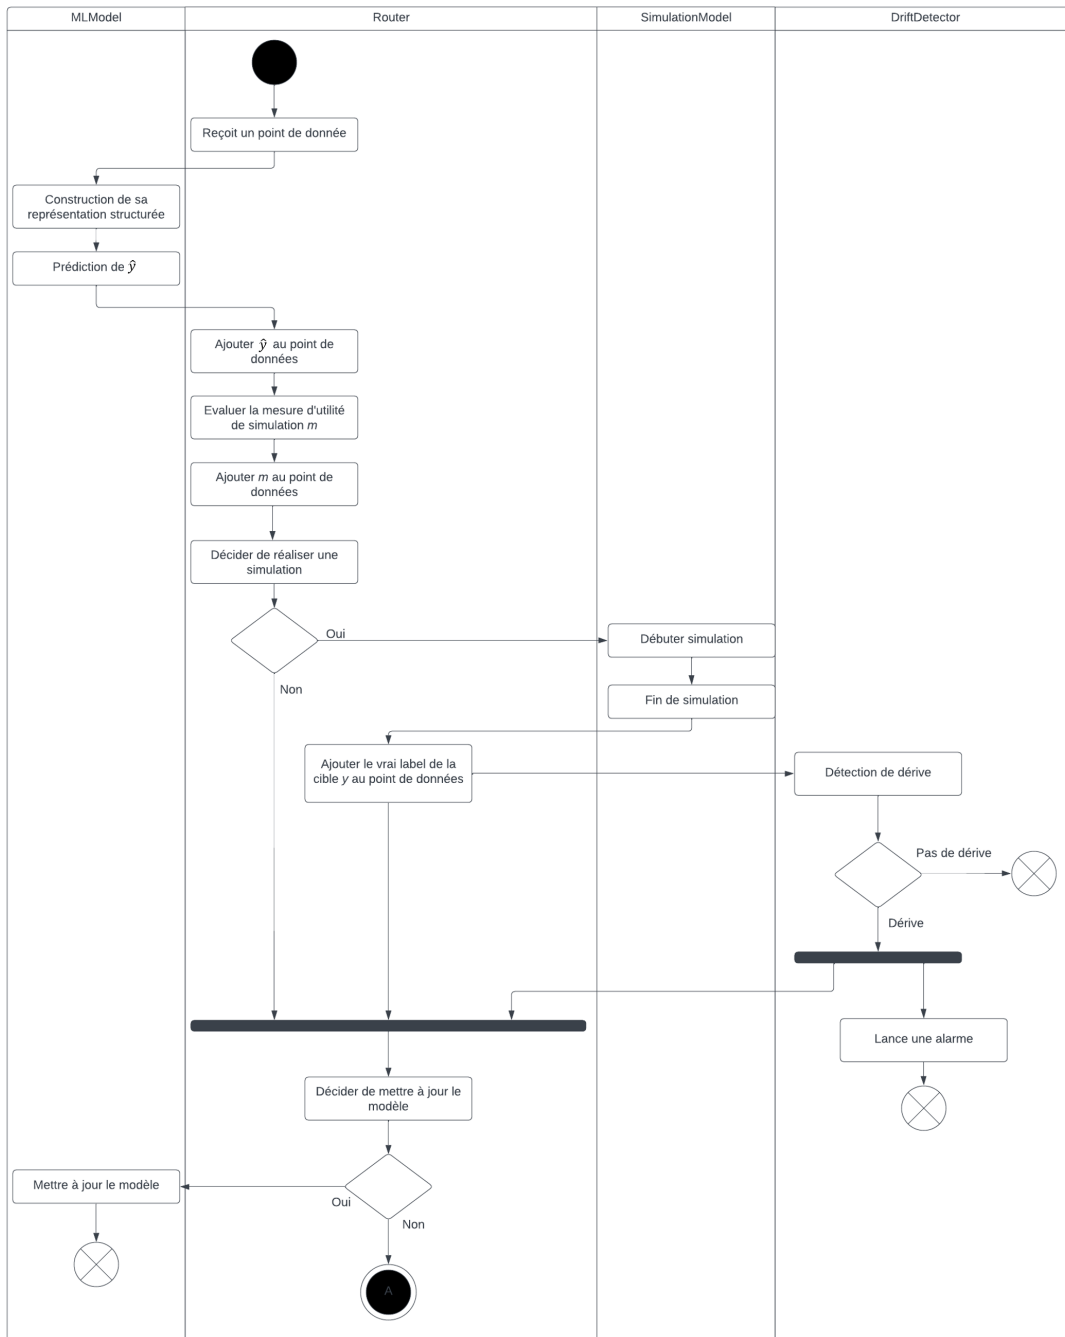 MLModel
Router
SimulationModel
DriftDetector
Reçoit un point de donnée
Construction de sa
représentation structurée
Prédiction de ŷ
Ajouter ŷ au point de
données
Evaluer la mesure d'utilité
de simulation m
Ajouter m au point de
données
Décider de réaliser une
simulation
Oui
Débuter simulation
Non
Fin de simulation
Ajouter le vrai label de la
cible y au point de données
Détection de dérive
Pas de dérive
Dérive
Lance une alarme
Décider de mettre à jour le
modèle
Mettre à jour le modèle
Oui
Non
A